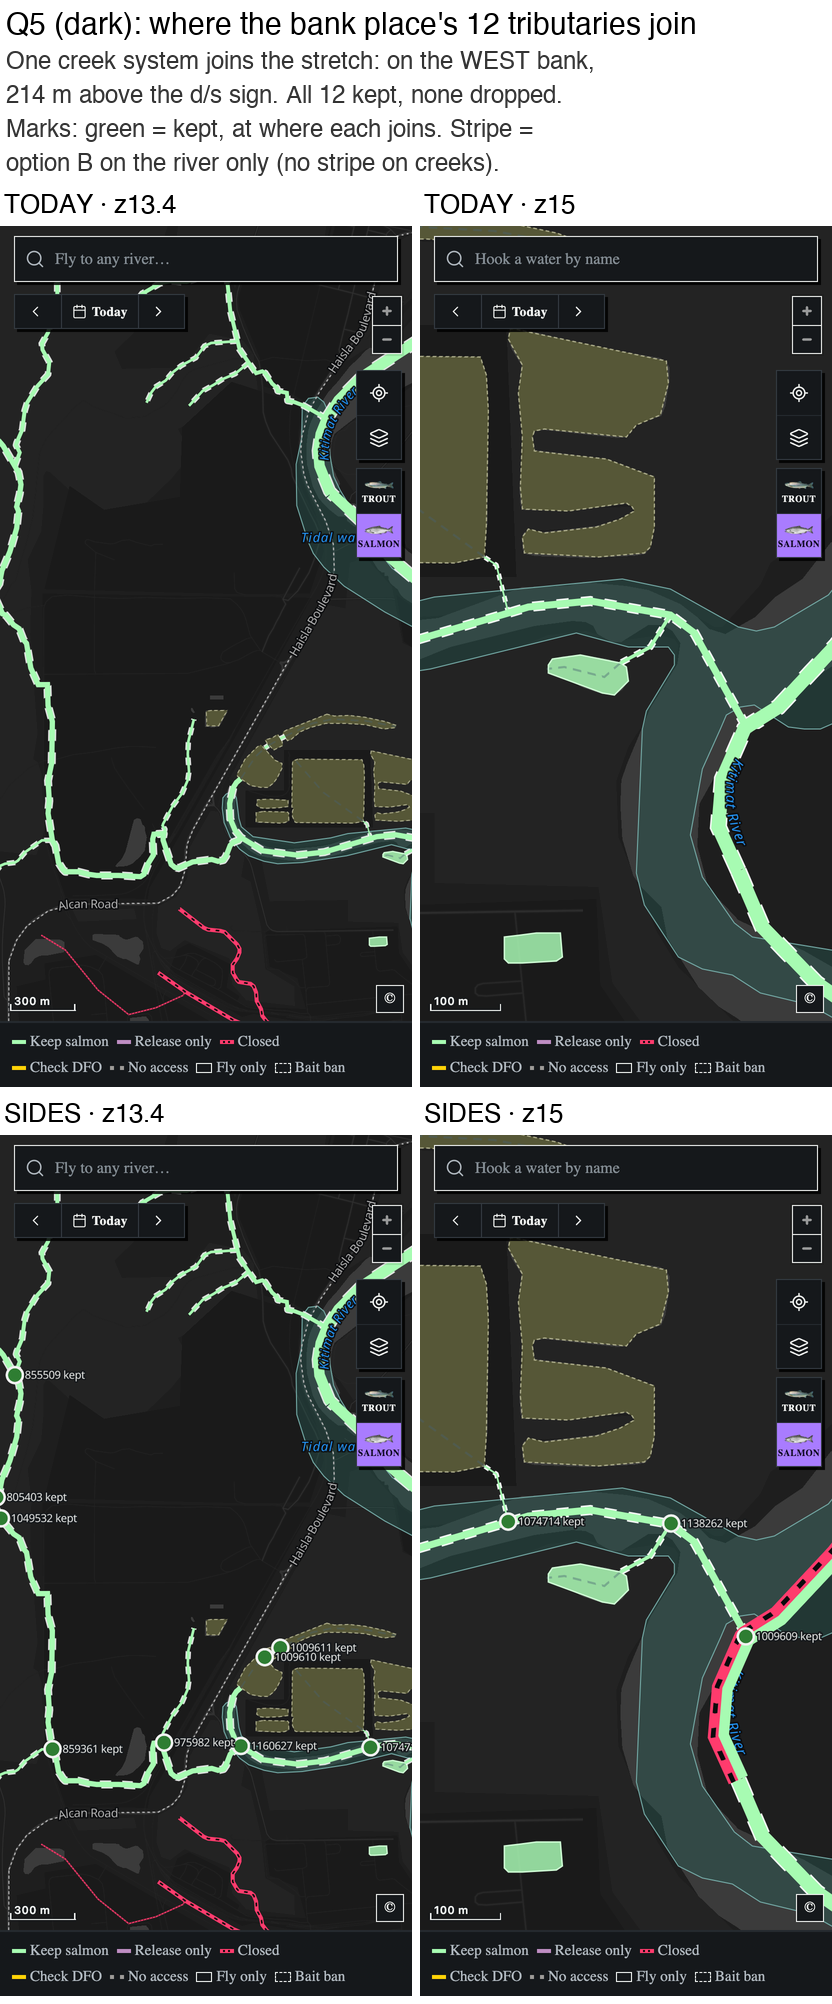 Q5 (dark): where the bank place's 12 tributaries join
One creek system joins the stretch: on the WEST bank,
214 m above the d/s sign. All 12 kept, none dropped.
Marks: green = kept, at where each joins. Stripe =
option B on the river only (no stripe on creeks).
TODAY · z13.4
Fly to any river…
Today
Haisla Boulevard
Kitimat River
TROUT
Tidal wa
SALMON
Haisla Boulevard
Alcan Road
300 m
©
Keep salmon Release only Closed
Check DFO No access Fly only Bait ban
TODAY · z15
Hook a water by name
Today
TROUT
SALMON
Kitimat River
100 m
©
Keep salmon Release only Closed
Check DFO No access Fly only Bait ban
SIDES · z13.4
Fly to any river…
Today
Haisla Boulevard
Kitimat River
855509 kept
TROUT
Tidal wa
SALMON
805403 kept
1049532 kept
Haisla Boulevard
1009611 kept
1009610 kept
975982 kept
1160627 kept
10747
859361 kept
Alcan Road
300 m
©
Keep salmon Release only Closed
Check DFO No access Fly only Bait ban
SIDES · z15
Hook a water by name
Today
TROUT
SALMON
1074714 kept
1138262 kept
1009609 kept
River
100 m
©
Keep salmon Release only Closed
Check DFO No access Fly only Bait ban